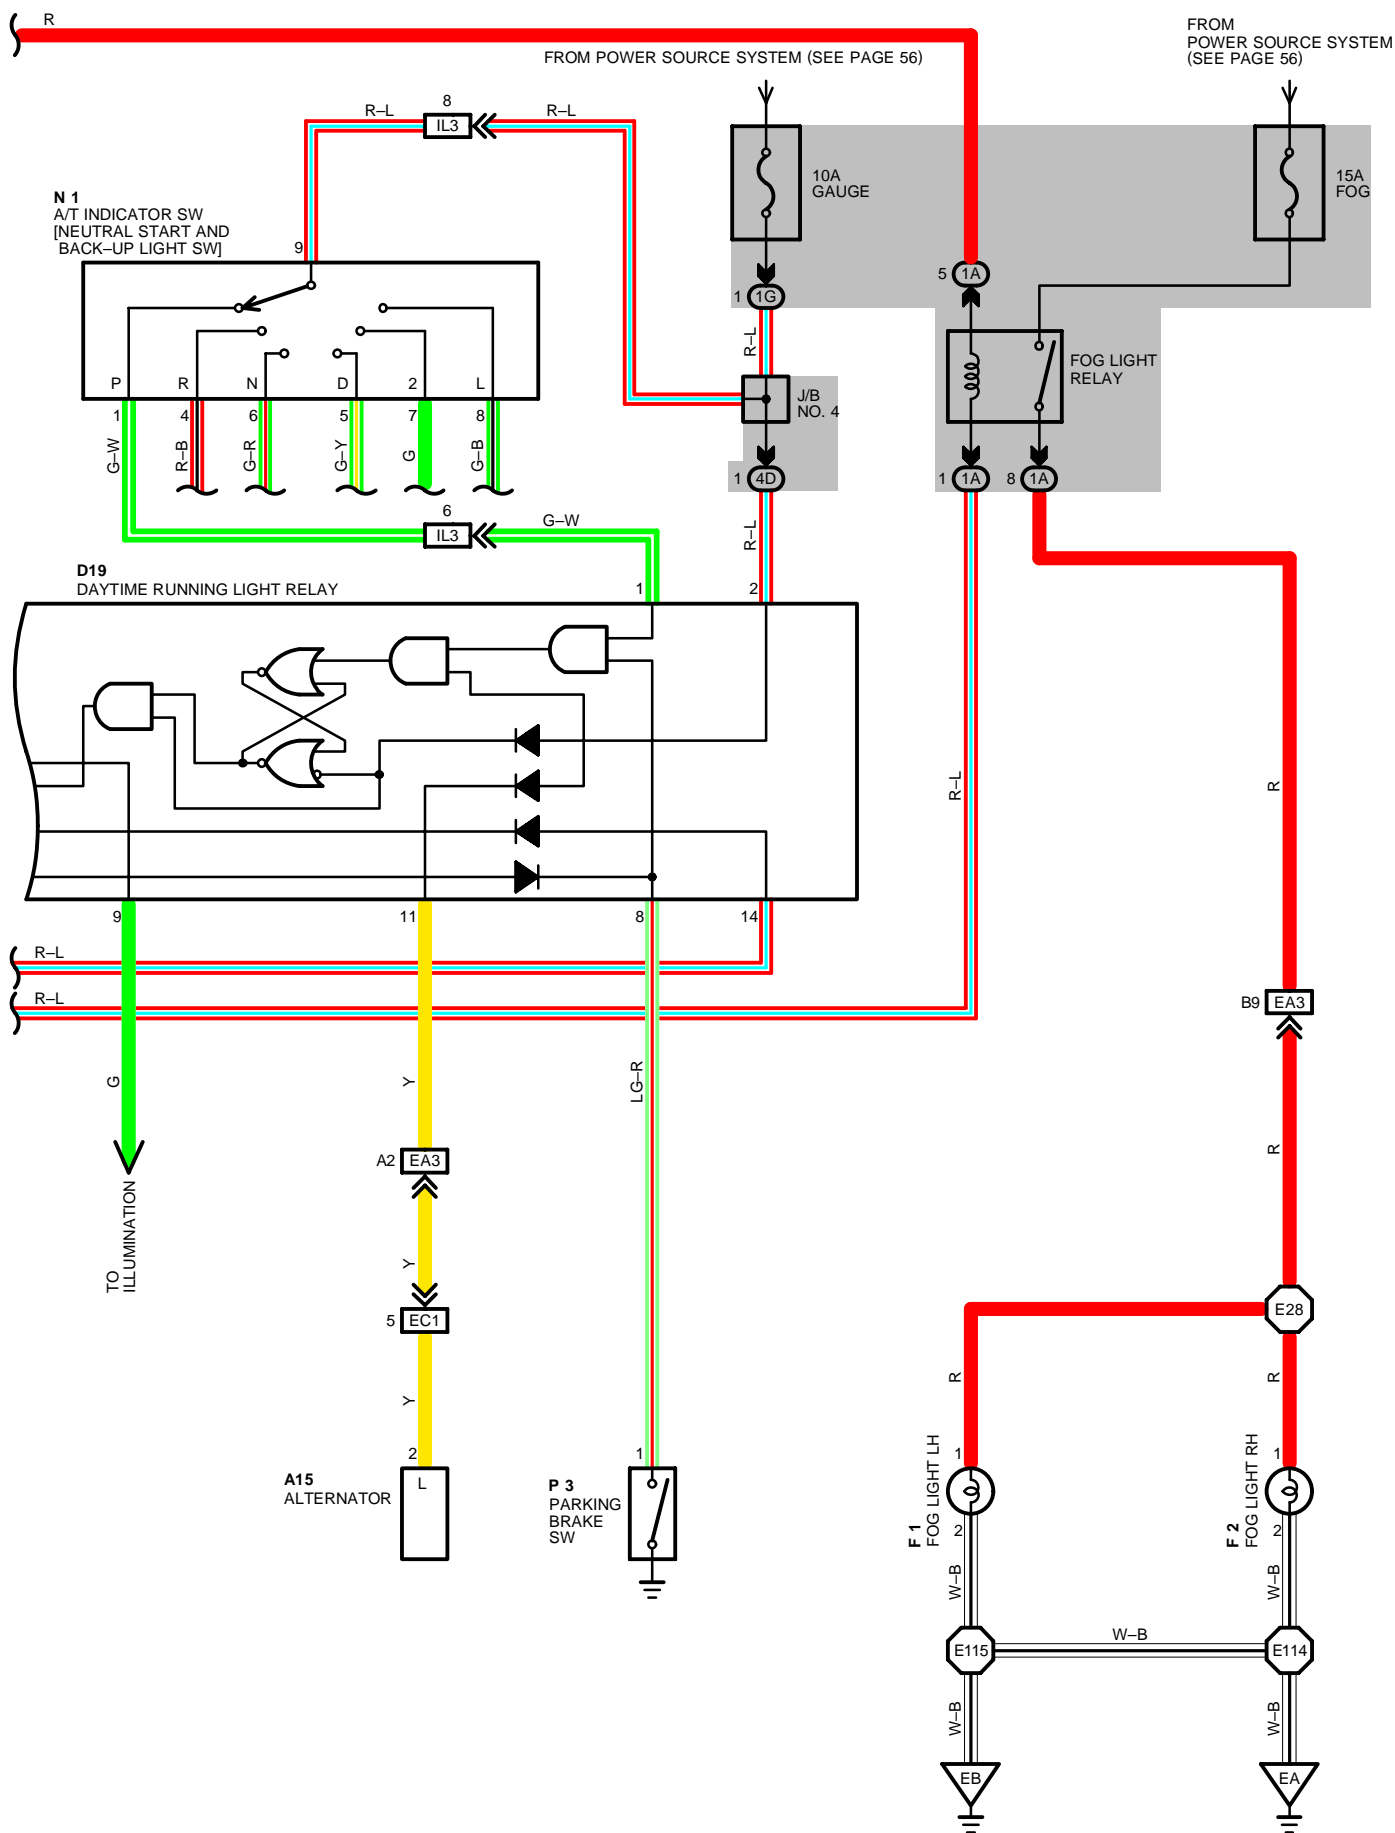 R
FROM
POWER SOURCE SYSTEM
(SEE PAGE 56)
FROM POWER SOURCE SYSTEM (SEE PAGE 56)
8
R–L
IL3
R–L
10A
GAUGE
15A
FOG
N 1
A/T INDICATOR SW
[NEUTRAL START AND
BACK–UP LIGHT SW]
9
5
1A
1
1G
R–L
FOG LIGHT
RELAY
P
R
N
D
2
L
J/B
NO. 4
1
4
6
5
7
8
G–W
R–B
G–R
G–Y
G
G–B
1
4D
1
1A
8
1A
6
IL3
G–W
R–L
D19
DAYTIME RUNNING LIGHT RELAY
1
2
R–L
R
9
11
8
14
R–L
R–L
B9
EA3
G
Y
LG–R
R
A2
EA3
TO
ILLUMINATION
Y
5
EC1
E28
Y
R
R
2
1
1
1
A15
ALTERNATOR
L
P 3
PARKING
BRAKE
SW
F 1
FOG LIGHT LH
F 2
FOG LIGHT RH
2
2
W–B
W–B
E115
W–B
E114
W–B
W–B
EB
EA